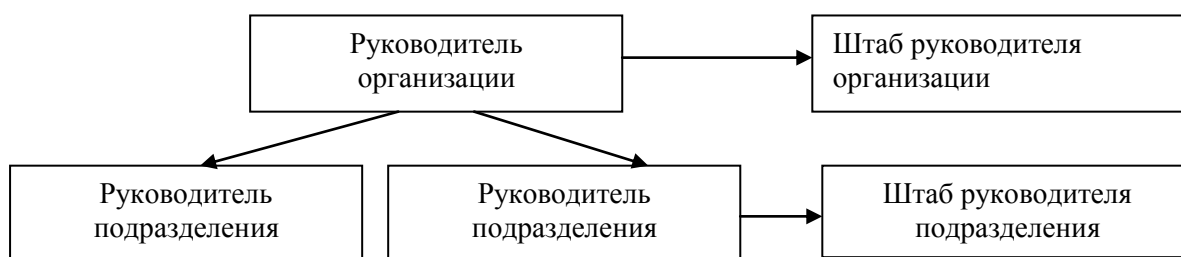 Руководитель
организации
Штаб руководителя
организации
Руководитель
подразделения
Руководитель
подразделения
Штаб руководителя
подразделения